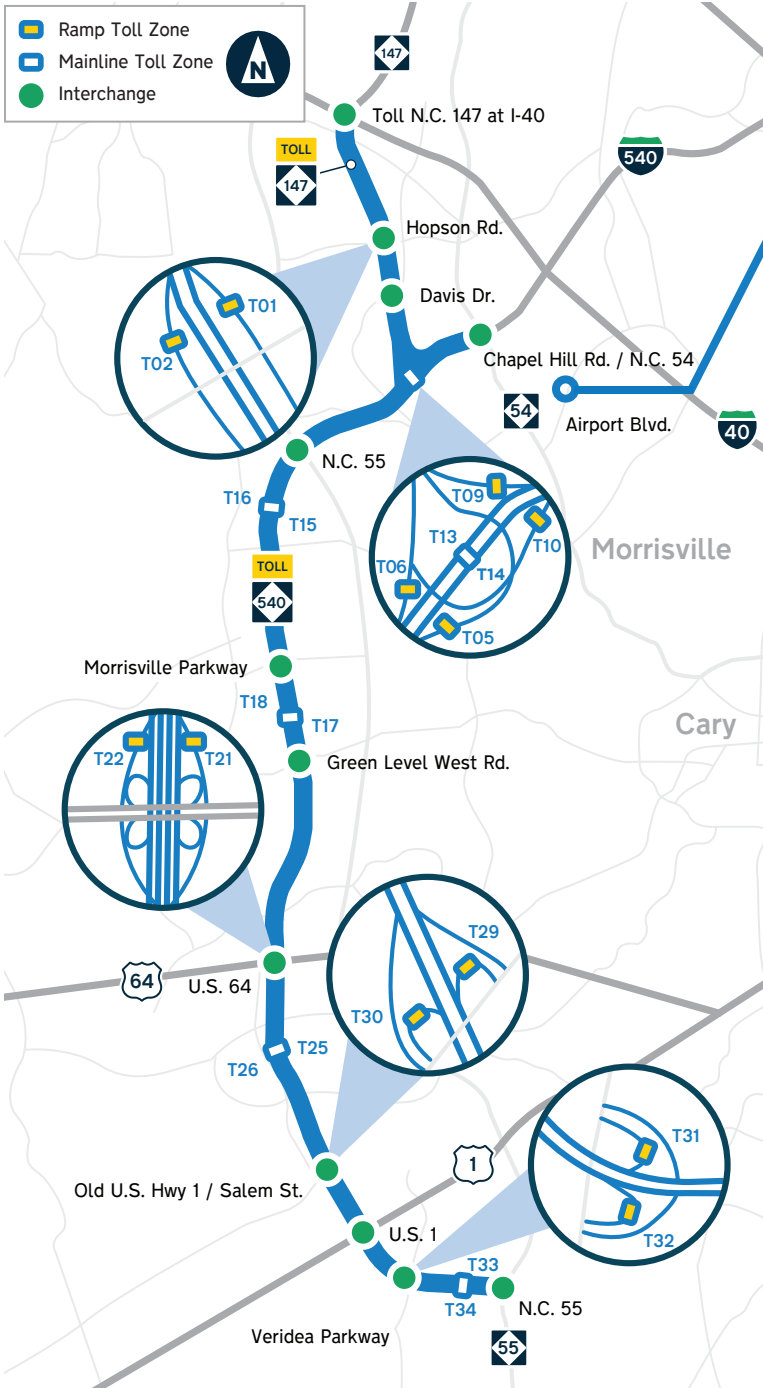 Ramp Toll Zone
Mainline Toll Zone
Interchange
N
147
Toll N.C. 147 at I-40
TOLL
147
540
Hopson Rd.
T01
T02
Davis Dr.
Chapel Hill Rd. / N.C. 54
54
Airport Blvd.
40
N.C. 55
T16
T15
T09
T10
T13
T14
T06
T05
Morrisville
TOLL
540
Morrisville Parkway
T18
T17
Cary
T22
T21
Green Level West Rd.
T29
T30
64
U.S. 64
T25
T26
T31
T32
1
Old U.S. Hwy 1 / Salem St.
U.S. 1
T33
T34
N.C. 55
Veridea Parkway
55